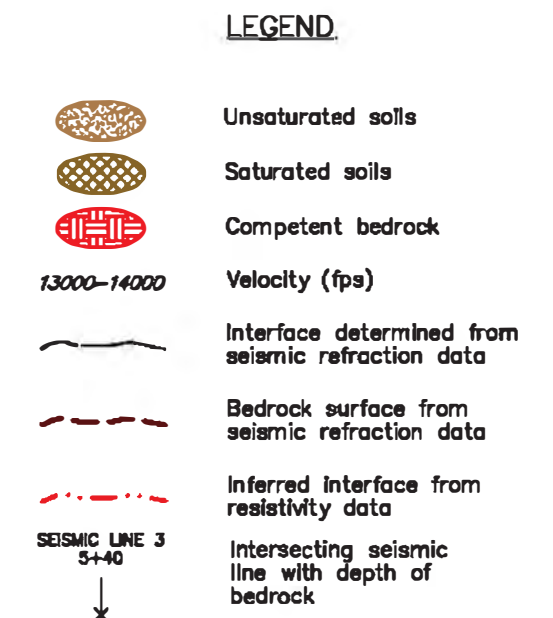 LEGEND
Unsaturated soils
Saturated soils
Competent bedrock
13000-14000 Velocity (fps)
Interface determined from
seismic refraction data
Bedrock surface from
seismic refraction data
Inferred interface from
resistivity data
SEISMIC LINE 3
5+40
Intersecting seismic
line with depth of
bedrock